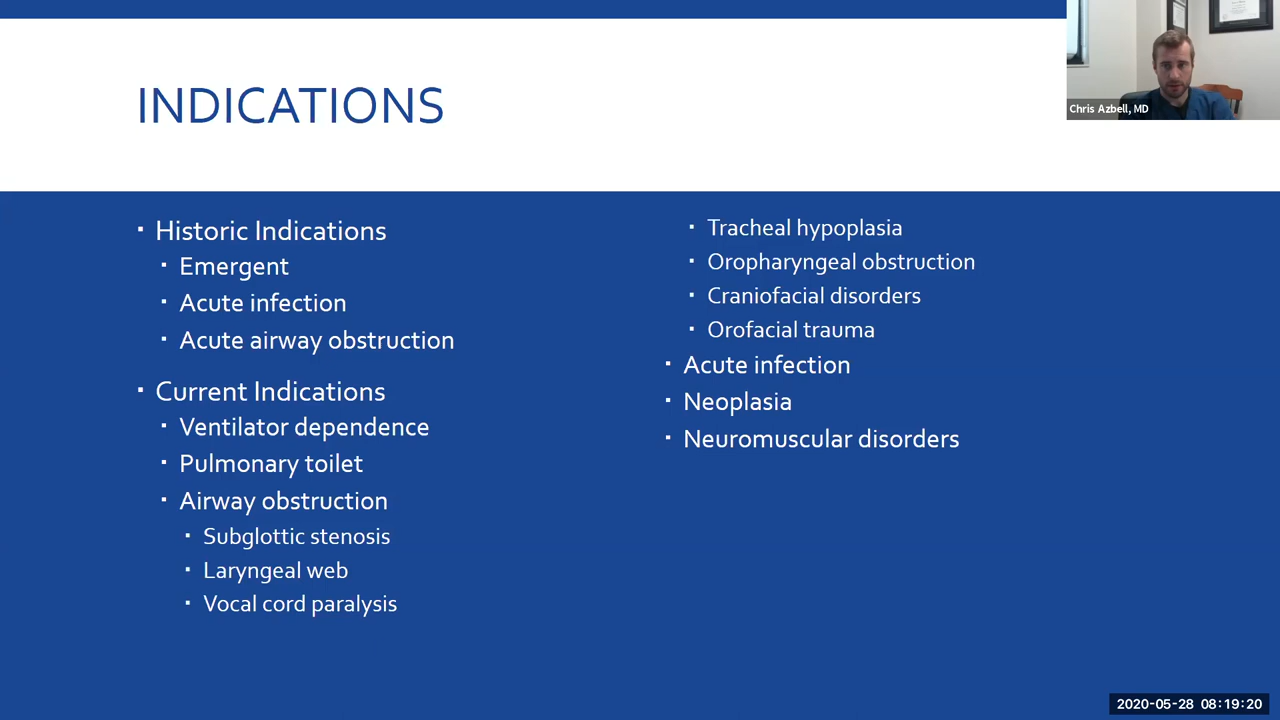 INDICATIONS
Chris Azbell, MD
Historic Indications
Emergent
Acute infection
Acute airway obstruction
Current Indications
Ventilator dependence
Pulmonary toilet
Airway obstruction
Subglottic stenosis
Laryngeal web
Vocal cord paralysis
Tracheal hypoplasia
Oropharyngeal obstruction
Craniofacial disorders
Orofacial trauma
Acute infection
Neoplasia
Neuromuscular disorders
2020-05-28 08:19:20